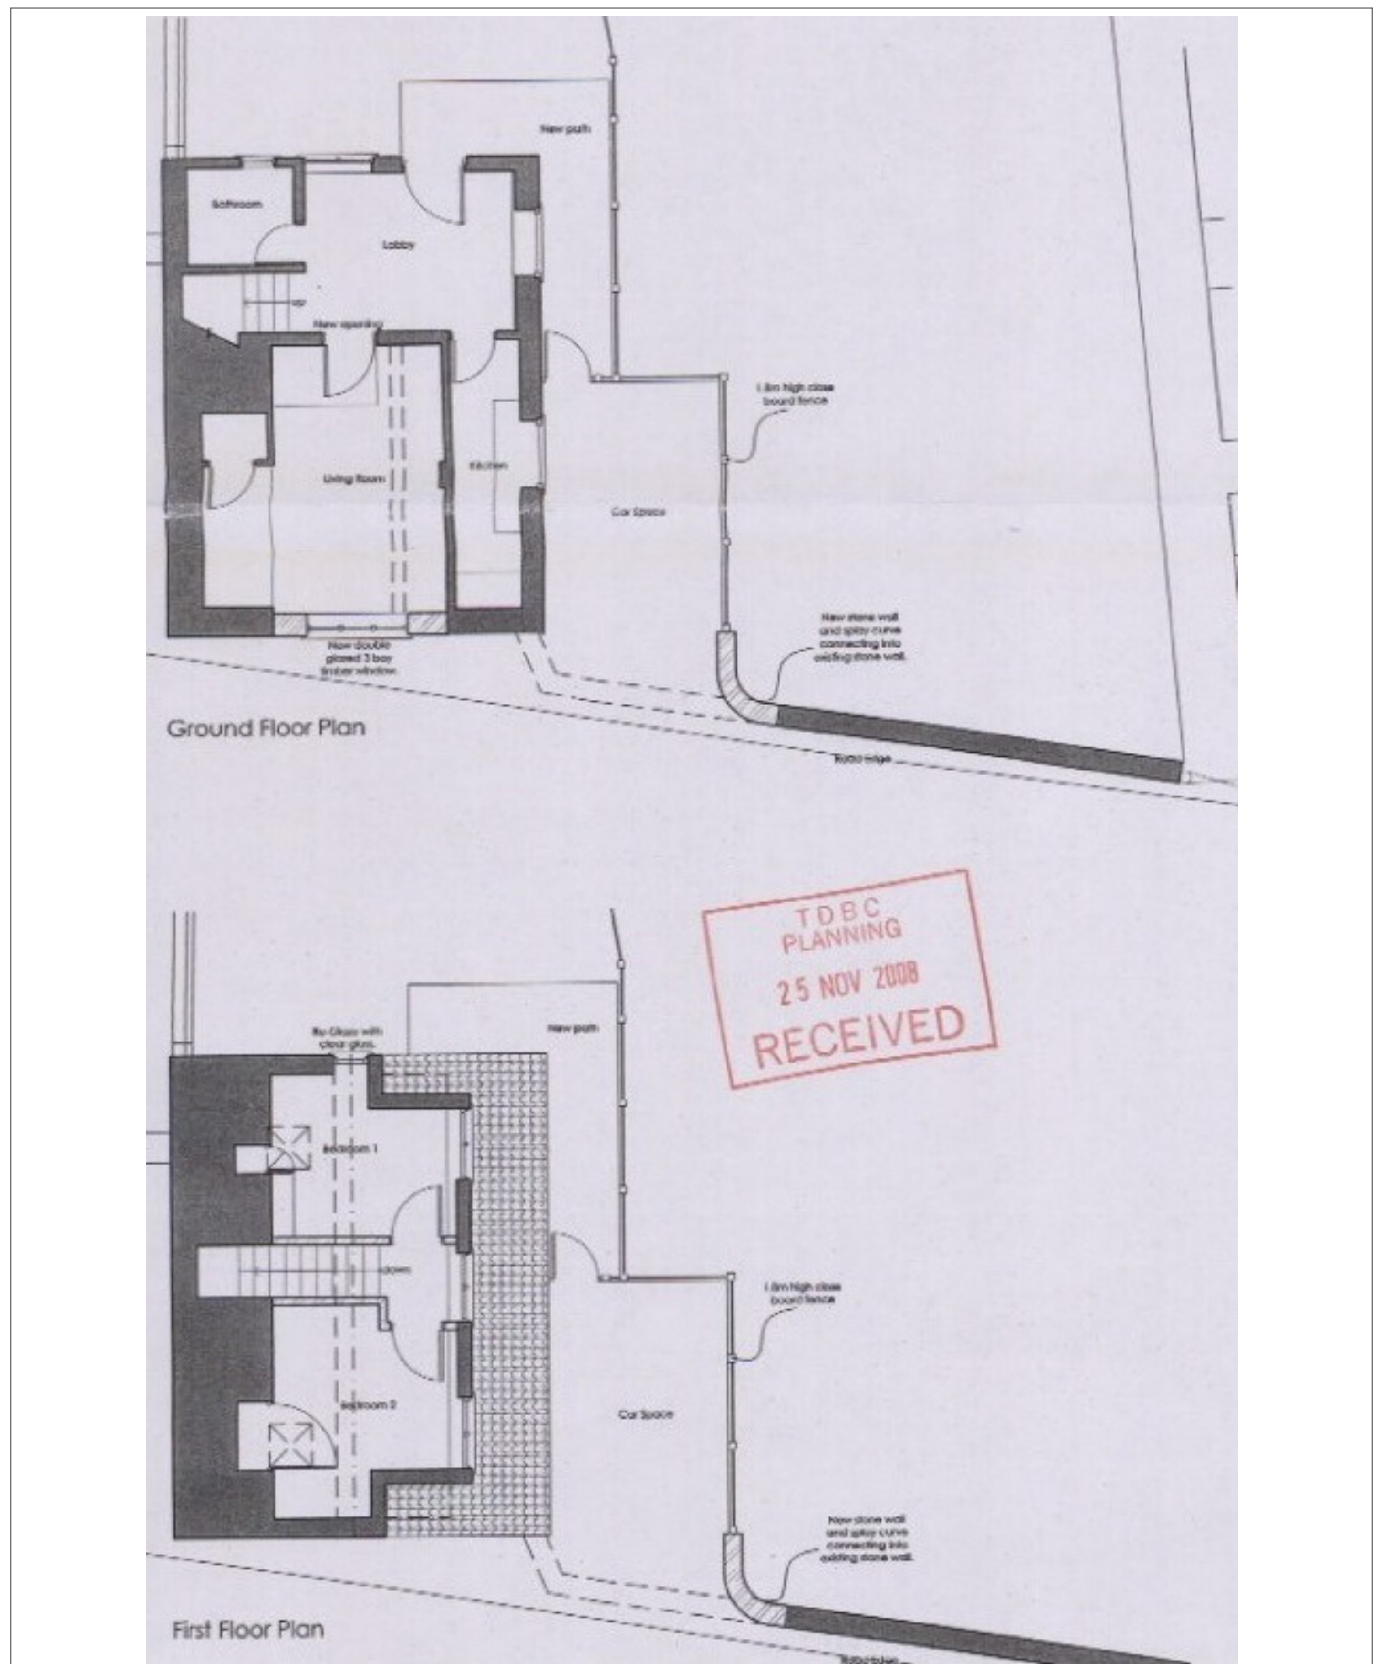 New path
Bathroom
Lobby
up
New opening
1.8m high close
board fence
Living Room
Kitchen
Car Space
New stone wall
and splay curve
connecting into
existing stone wall.
New double
glazed 3 bay
timber window.
Ground Floor Plan
Road Edge
TDBC
PLANNING
25 NOV 2008
RECEIVED
Re-Glaze with
clear glass.
New path
Bedroom 1
down
1.8m high close
board fence
Bedroom 2
Car Space
New stone wall
and splay curve
connecting into
existing stone wall.
First Floor Plan